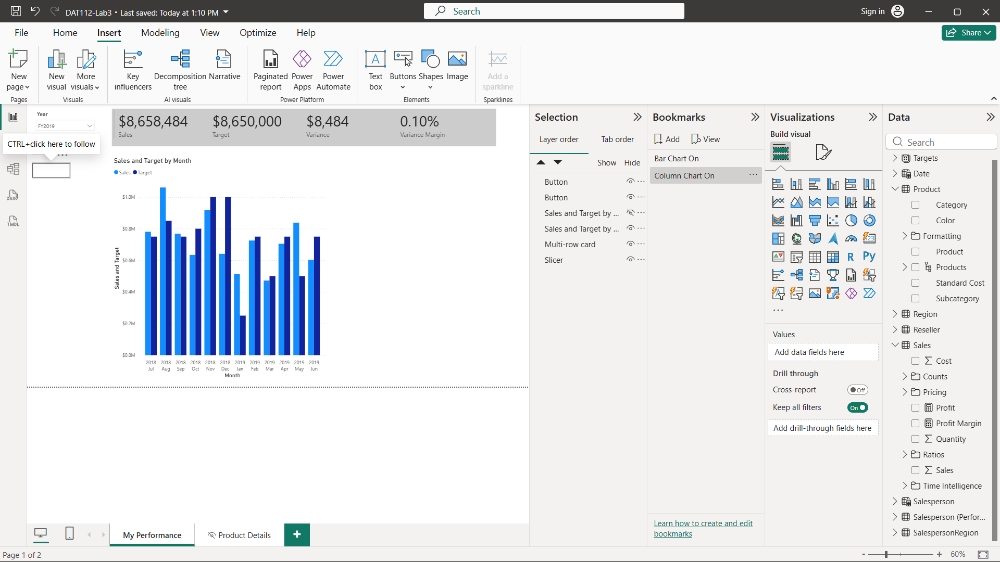 DAT112-Lab3 • Last saved: Today at 1:10 PM
Search
Sign in
File
Home
Insert
Modeling
View
Optimize
Help
Share
New page
Pages
New visual
More visuals
Visuals
Key influencers
Decomposition tree
Narrative
AI visuals
Paginated report
Power Apps
Power Automate
Power Platform
Text box
Buttons
Shapes
Image
Elements
Add a sparkline
Sparklines
DAX
TMDL
Year
FY2019
CTRL+click here to follow
$8,658,484
Sales
$8,650,000
Target
$8,484
Variance
0.10%
Variance Margin
Sales and Target by Month
Sales Target
Sales and Target
$1.0M
$0.8M
$0.6M
$0.4M
$0.2M
$0.0M
2018 Jul
2018 Aug
2018 Sep
2018 Oct
2018 Nov
2018 Dec
2019 Jan
2019 Feb
2019 Mar
2019 Apr
2019 May
2019 Jun
Month
Selection
Layer order
Tab order
Show
Hide
Button
Button
Sales and Target by ...
Sales and Target by ...
Multi-row card
Slicer
Bookmarks
Add
View
Bar Chart On
Column Chart On
Learn how to create and edit
bookmarks
Visualizations
Build visual
123
R
Py
Values
Add data fields here
Drill through
Cross-report
Off
Keep all filters
On
Add drill-through fields here
Data
Search
Targets
Date
Product
Category
Color
Formatting
Product
Products
Standard Cost
Subcategory
Region
Reseller
Sales
Cost
Counts
Pricing
Profit
Profit Margin
Quantity
Ratios
Sales
Time Intelligence
Salesperson
Salesperson (Perfor...
SalespersonRegion
My Performance
Product Details
Page 1 of 2
60%